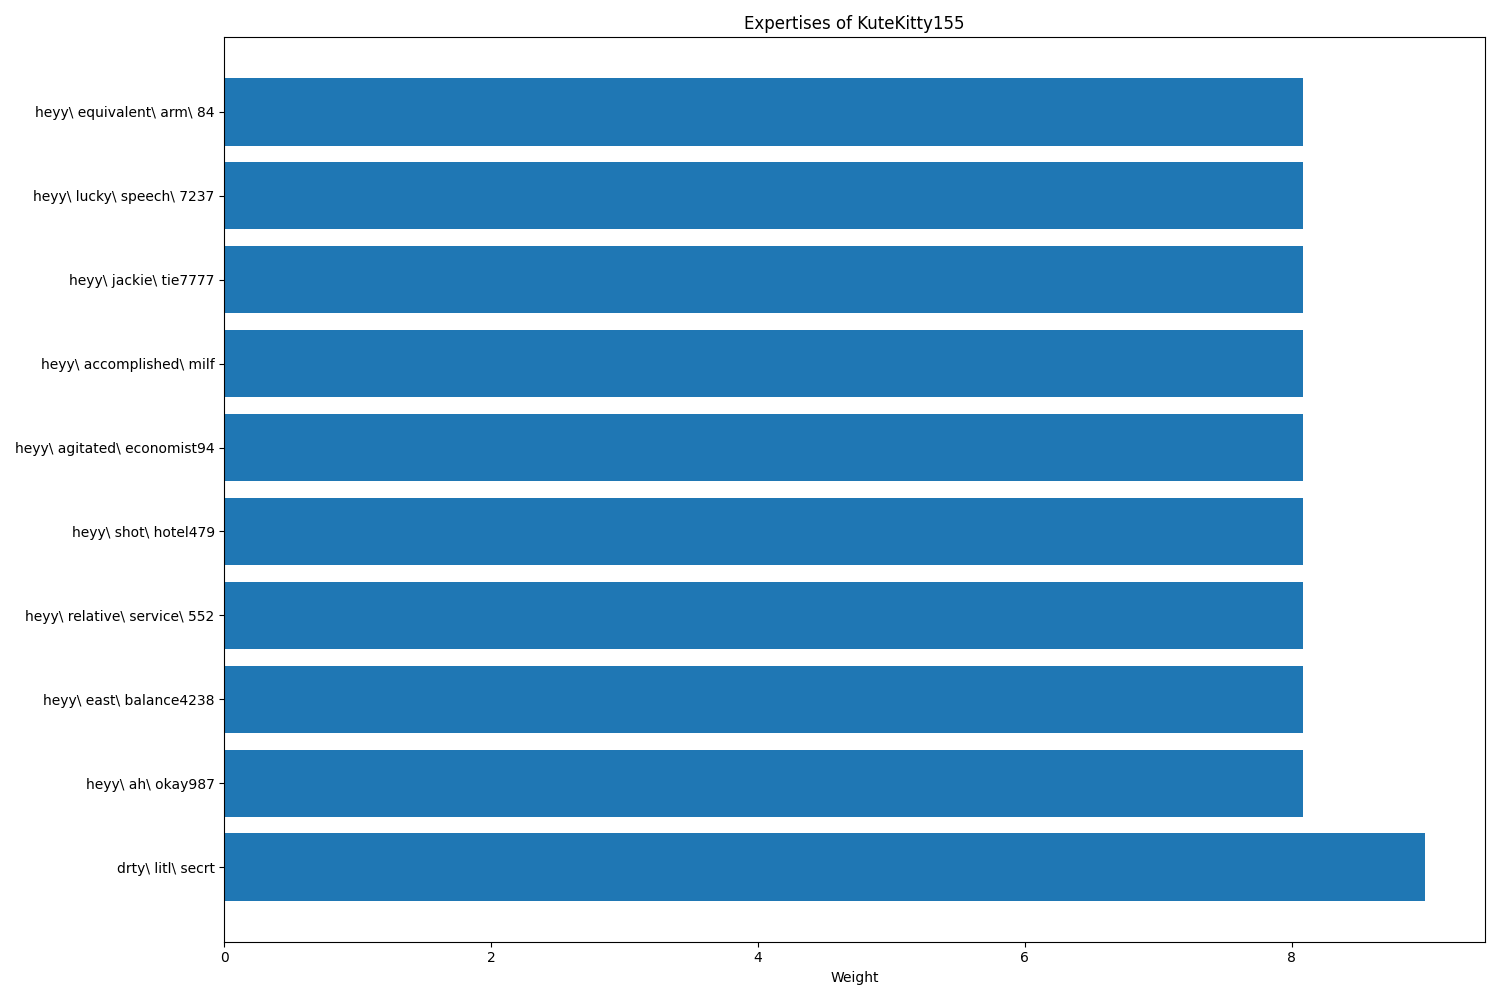 Expertises of KuteKitty155
heyy\ equivalent\ arm\ 84
heyy\ lucky\ speech\ 7237
heyy\ jackie\ tie7777
heyy\ accomplished\ milf
heyy\ agitated\ economist94
heyy\ shot\ hotel479
heyy\ relative\ service\ 552
heyy\ east\ balance4238
heyy\ ah\ okay987
drty\ litl\ secrt
0 2 4 6 8
Weight